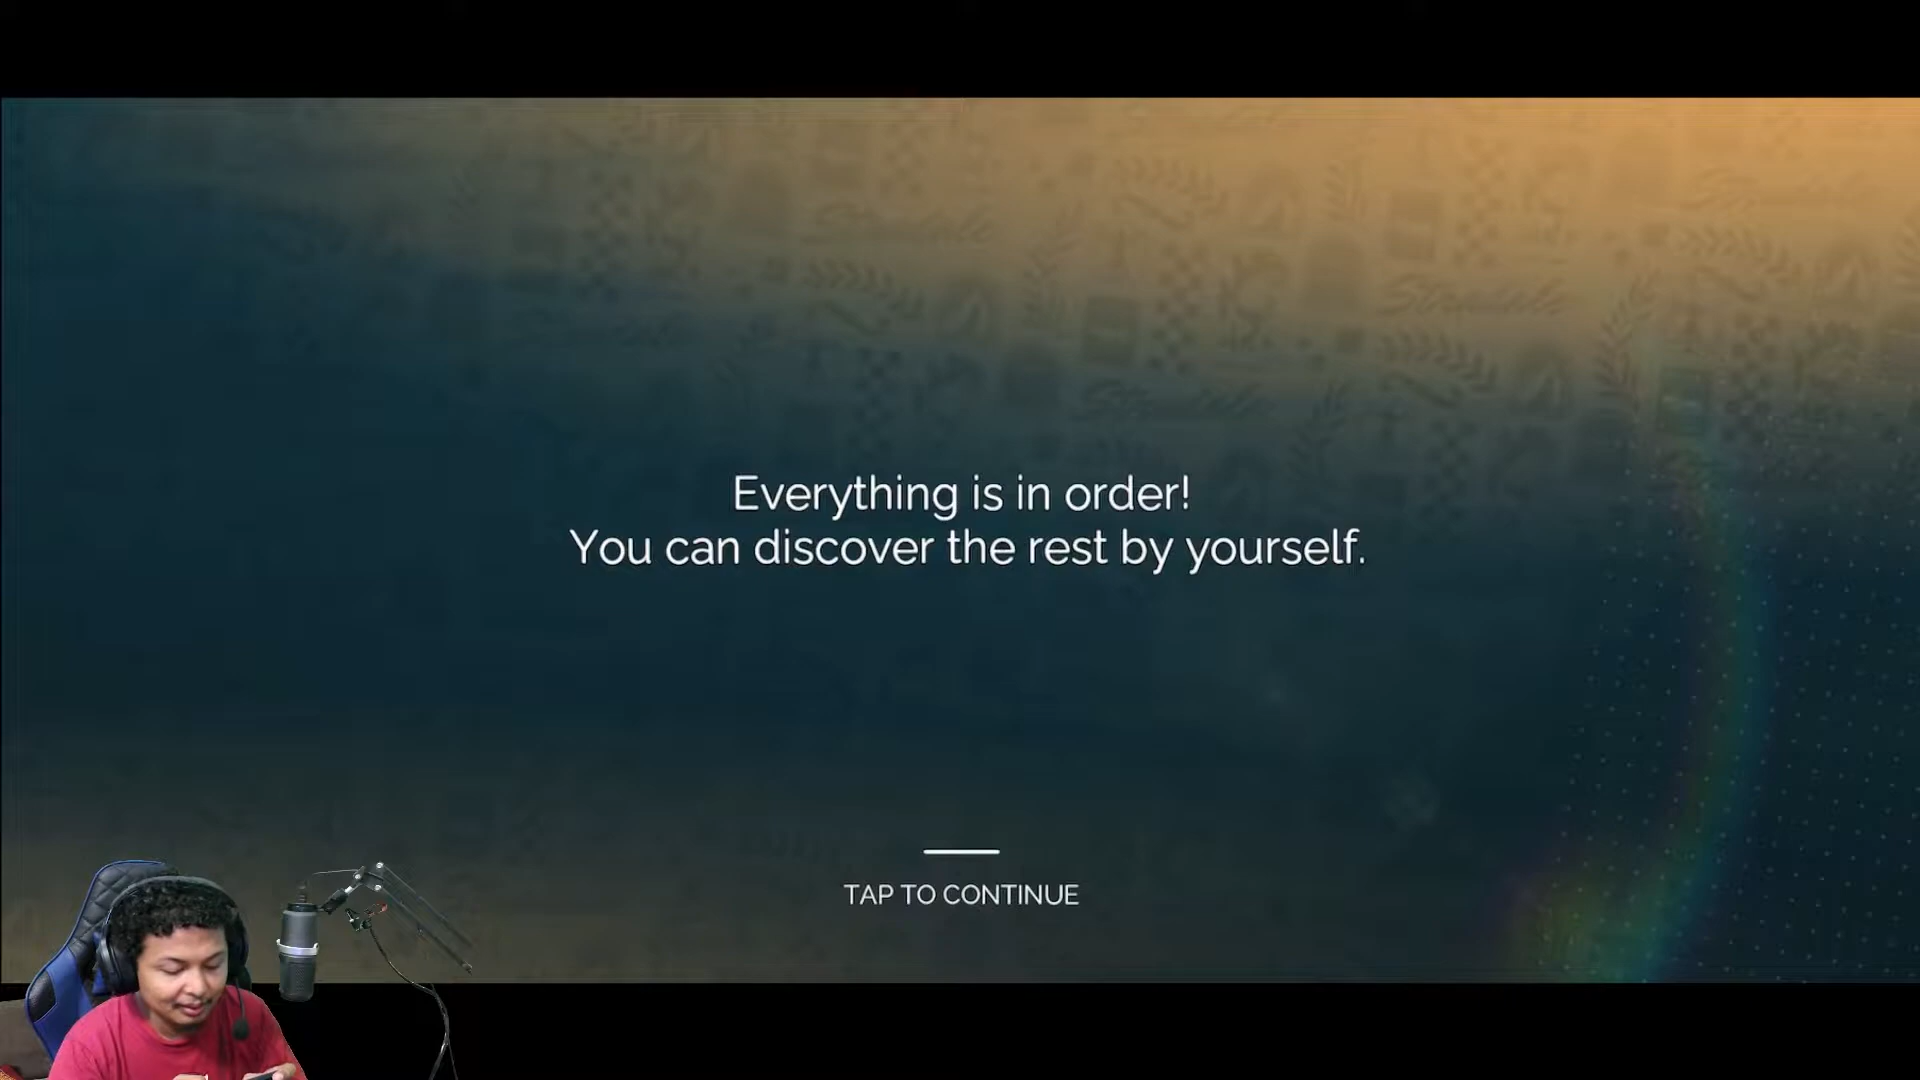 Everything is in order!
You can discover the rest by yourself.
TAP TO CONTINUE